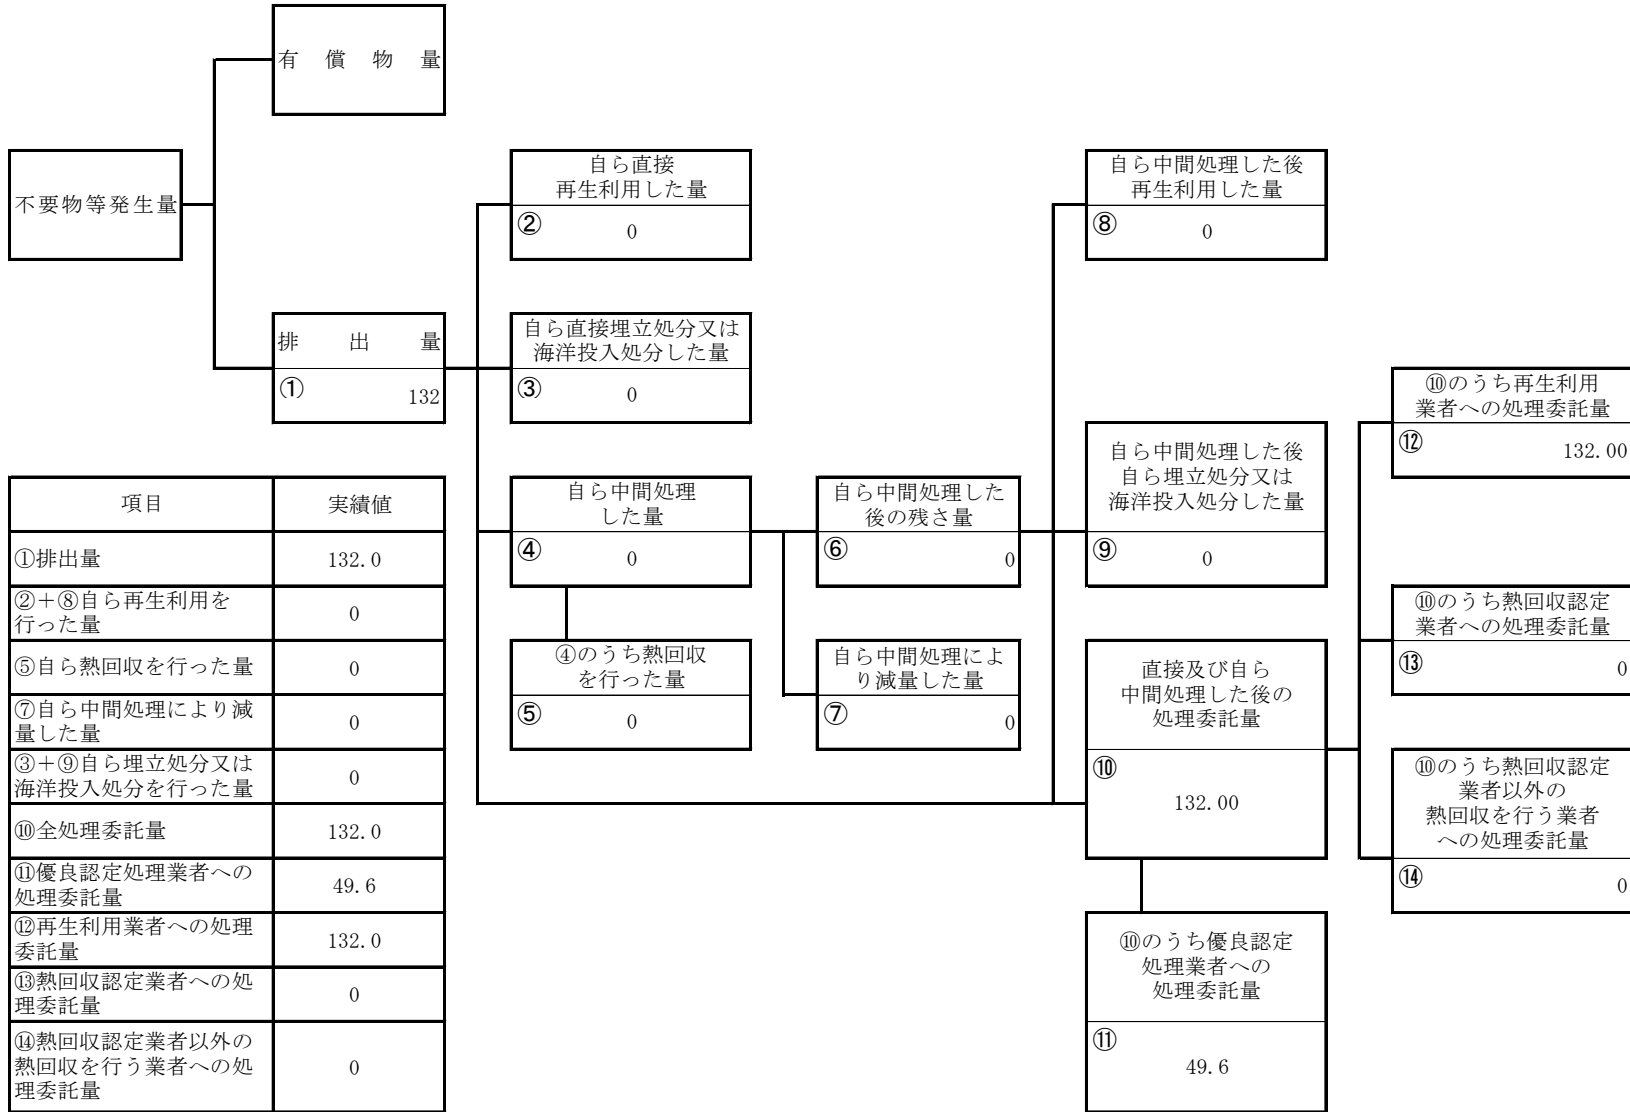 有償物量
不要物等発生量
排出量
① 132
自ら直接
再生利用した量
② 0
自ら直接埋立処分又は
海洋投入処分した量
③ 0
自ら中間処理
した量
④ 0
④のうち熱回収
を行った量
⑤ 0
自ら中間処理した
後の残さ量
⑥ 0
自ら中間処理によ
り減量した量
⑦ 0
自ら中間処理した後
再生利用した量
⑧ 0
自ら中間処理した後
自ら埋立処分又は
海洋投入処分した量
⑨ 0
直接及び自ら
中間処理した後の
処理委託量
⑩
132.00
⑩のうち優良認定
処理業者への
処理委託量
⑪
49.6
⑩のうち再生利用
業者への処理委託量
⑫ 132.00
⑩のうち熱回収認定
業者への処理委託量
⑬ 0
⑩のうち熱回収認定
業者以外の
熱回収を行う業者
への処理委託量
⑭ 0
項目 実績値
①排出量 132.0
②+⑧自ら再生利用を
行った量 0
⑤自ら熱回収を行った量 0
⑦自ら中間処理により減
量した量 0
③+⑨自ら埋立処分又は
海洋投入処分を行った量 0
⑩全処理委託量 132.0
⑪優良認定処理業者への
処理委託量 49.6
⑫再生利用業者への処理
委託量 132.0
⑬熱回収認定業者への処
理委託量 0
⑭熱回収認定業者以外の
熱回収を行う業者への処
理委託量 0